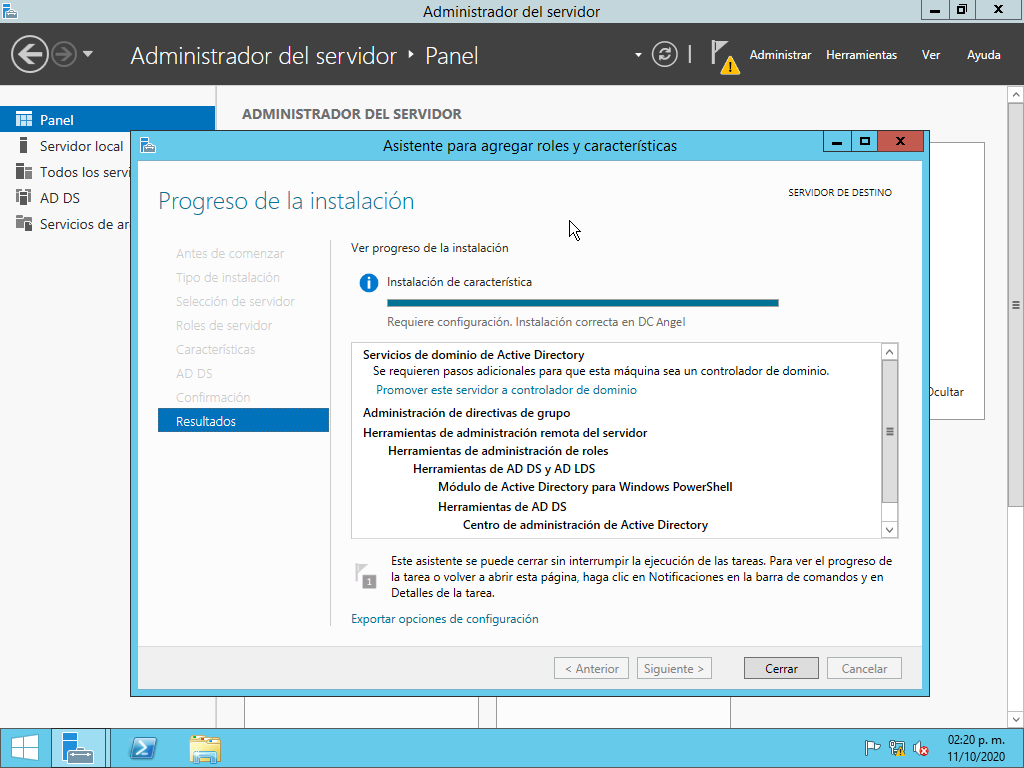 Administrador del servidor
Administrador del servidor ‣ Panel
Administrar Herramientas Ver Ayuda
Panel
Servidor local
Todos los servi
AD DS
Servicios de ar
ADMINISTRADOR DEL SERVIDOR
Asistente para agregar roles y características
Progreso de la instalación
SERVIDOR DE DESTINO
Antes de comenzar
Tipo de instalación
Selección de servidor
Roles de servidor
Características
AD DS
Confirmación
Resultados
Ver progreso de la instalación
Instalación de característica
Requiere configuración. Instalación correcta en DC Angel
Servicios de dominio de Active Directory
Se requieren pasos adicionales para que esta máquina sea un controlador de dominio.
Promover este servidor a controlador de dominio
Administración de directivas de grupo
Herramientas de administración remota del servidor
Herramientas de administración de roles
Herramientas de AD DS y AD LDS
Módulo de Active Directory para Windows PowerShell
Herramientas de AD DS
Centro de administración de Active Directory
1
Este asistente se puede cerrar sin interrumpir la ejecución de las tareas. Para ver el progreso de
la tarea o volver a abrir esta página, haga clic en Notificaciones en la barra de comandos y en
Detalles de la tarea.
Exportar opciones de configuración
< Anterior Siguiente > Cerrar Cancelar
Ocultar
02:20 p. m.
11/10/2020